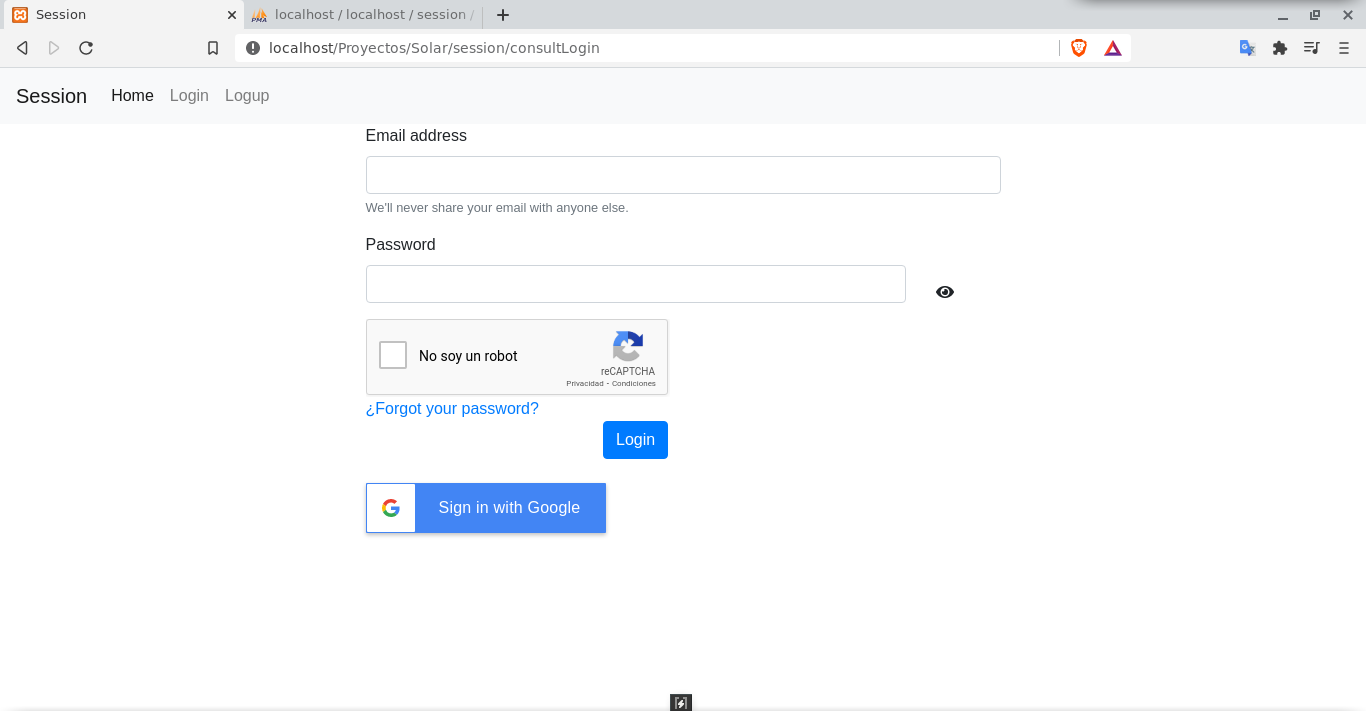 Session
localhost / localhost / session /
localhost/Proyectos/Solar/session/consultLogin
Session Home Login Logup
Email address
We'll never share your email with anyone else.
Password
No soy un robot
reCAPTCHA
Privacidad - Condiciones
¿Forgot your password?
Login
Sign in with Google